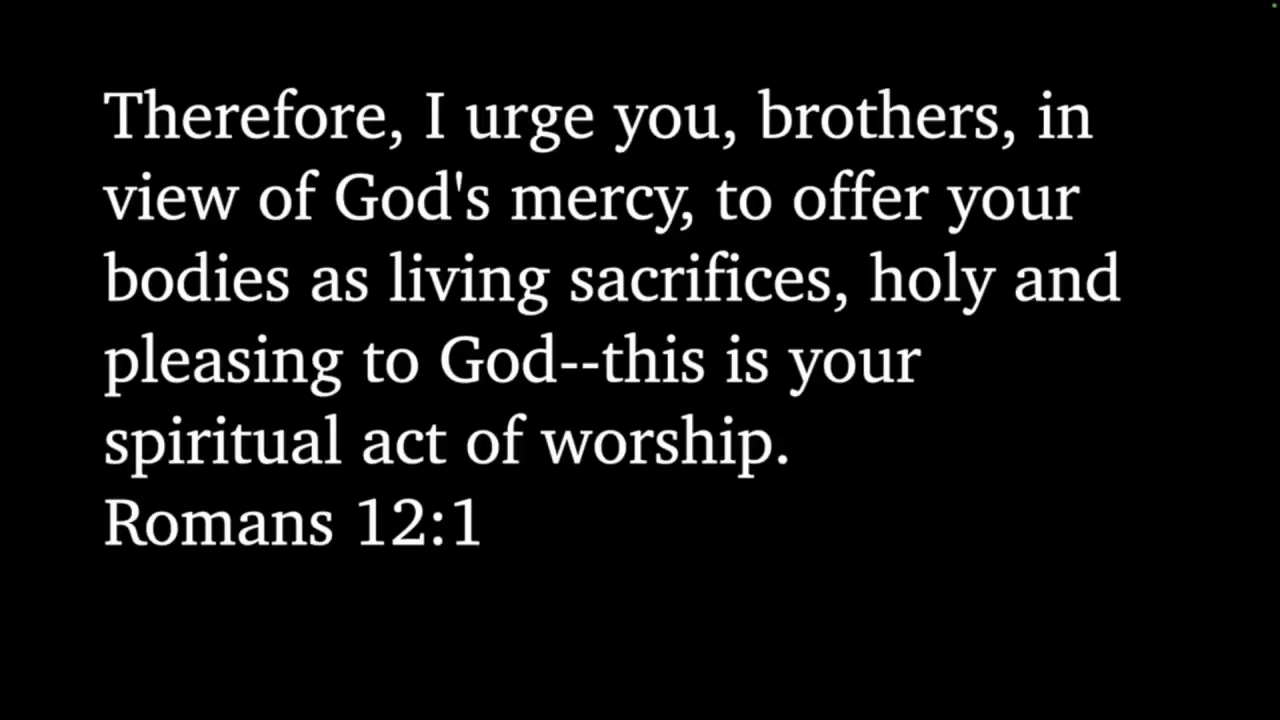 Therefore, I urge you, brothers, in
view of God's mercy, to offer your
bodies as living sacrifices, holy and
pleasing to God--this is your
spiritual act of worship.
Romans 12:1